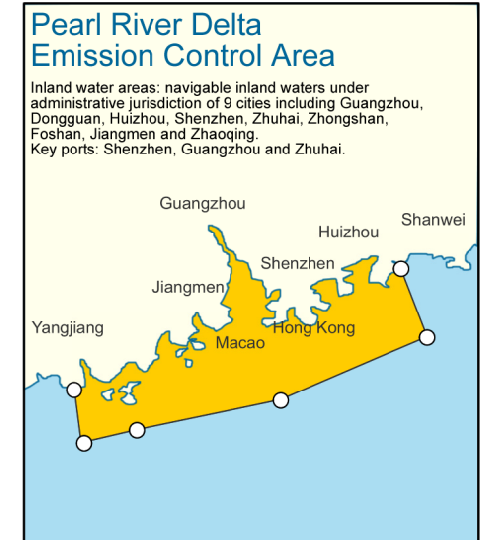 Pearl River Delta
Emission Control Area
Inland water areas: navigable inland waters under
administrative jurisdiction of 9 cities including Guangzhou,
Dongguan, Huizhou, Shenzhen, Zhuhai, Zhongshan,
Foshan, Jiangmen and Zhaoqing.
Key ports: Shenzhen, Guangzhou and Zhuhai.
Guangzhou
Shanwei
Huizhou
Shenzhen
Jiangmen
Yangjiang
Hong Kong
Macao